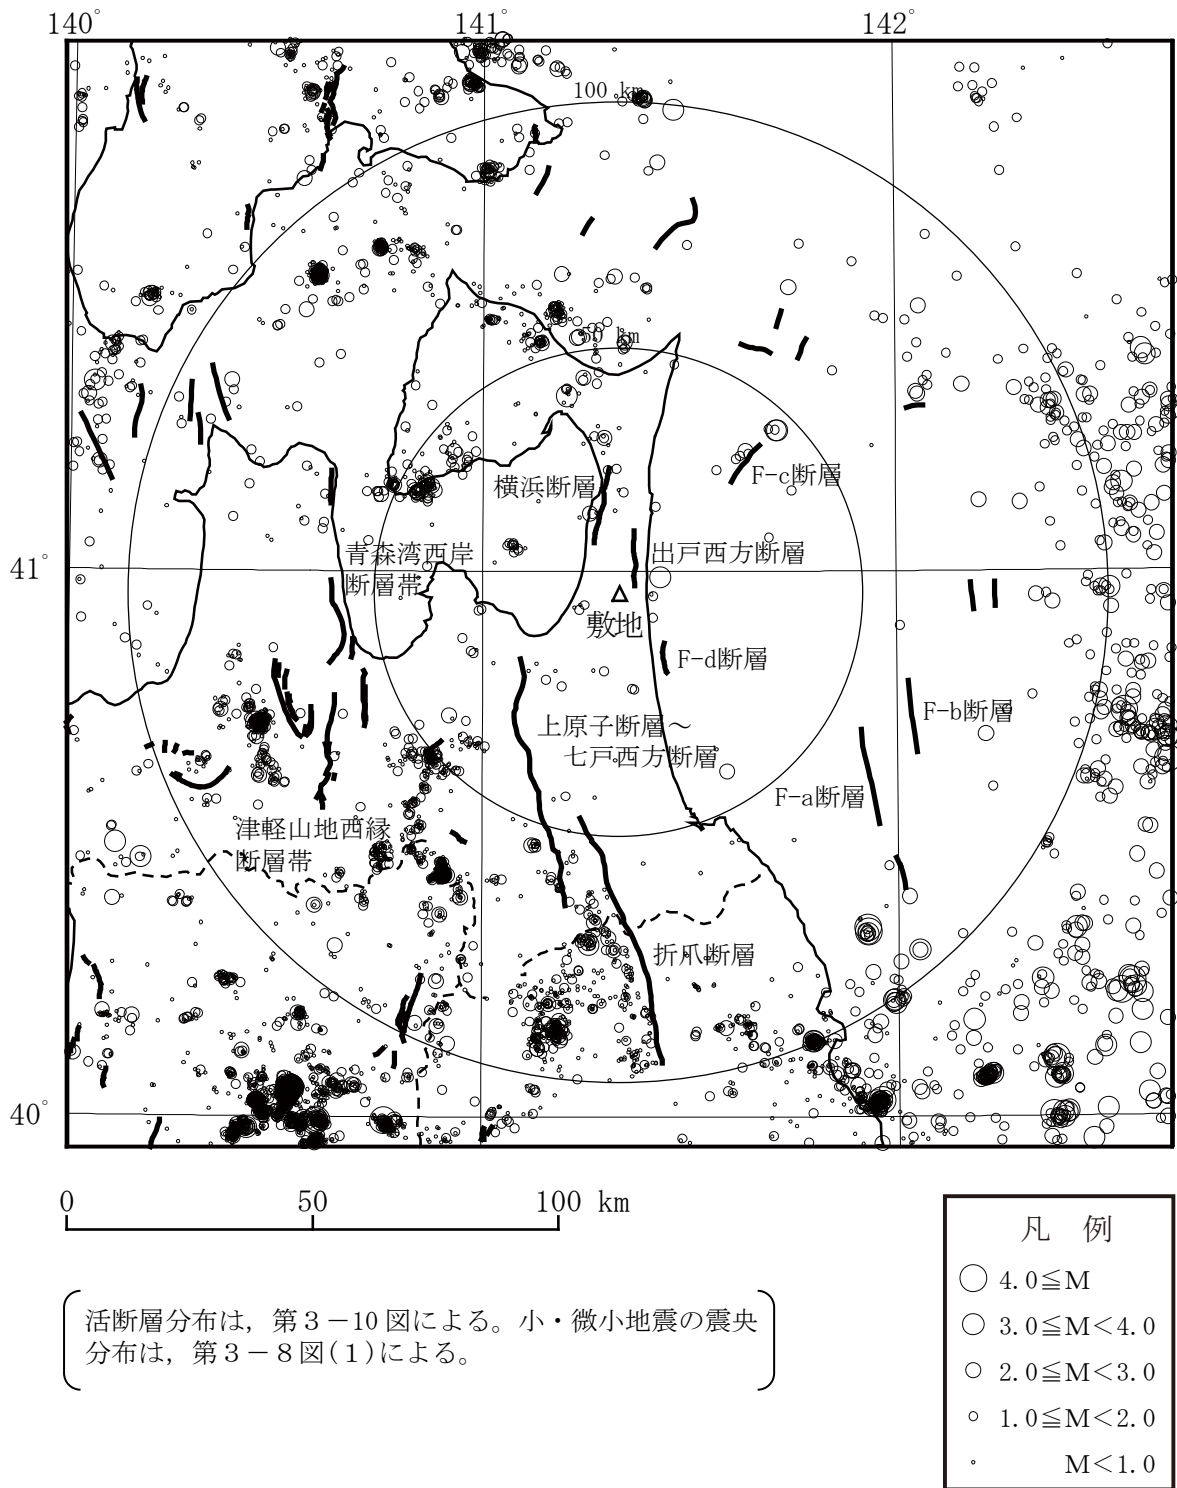 140°
141°
142°
100 km
50 km
横浜断層
F-c断層
青森湾西岸
断層帯
出戸西方断層
41°
敷地
F-d断層
上原子断層～
七戸西方断層
F-b断層
F-a断層
津軽山地西縁
断層帯
折爪断層
40°
0 50 100 km
凡 例
4.0≦M
3.0≦M<4.0
2.0≦M<3.0
1.0≦M<2.0
M<1.0
活断層分布は，第3－10図による。小・微小地震の震央
分布は，第3－8図(1)による。